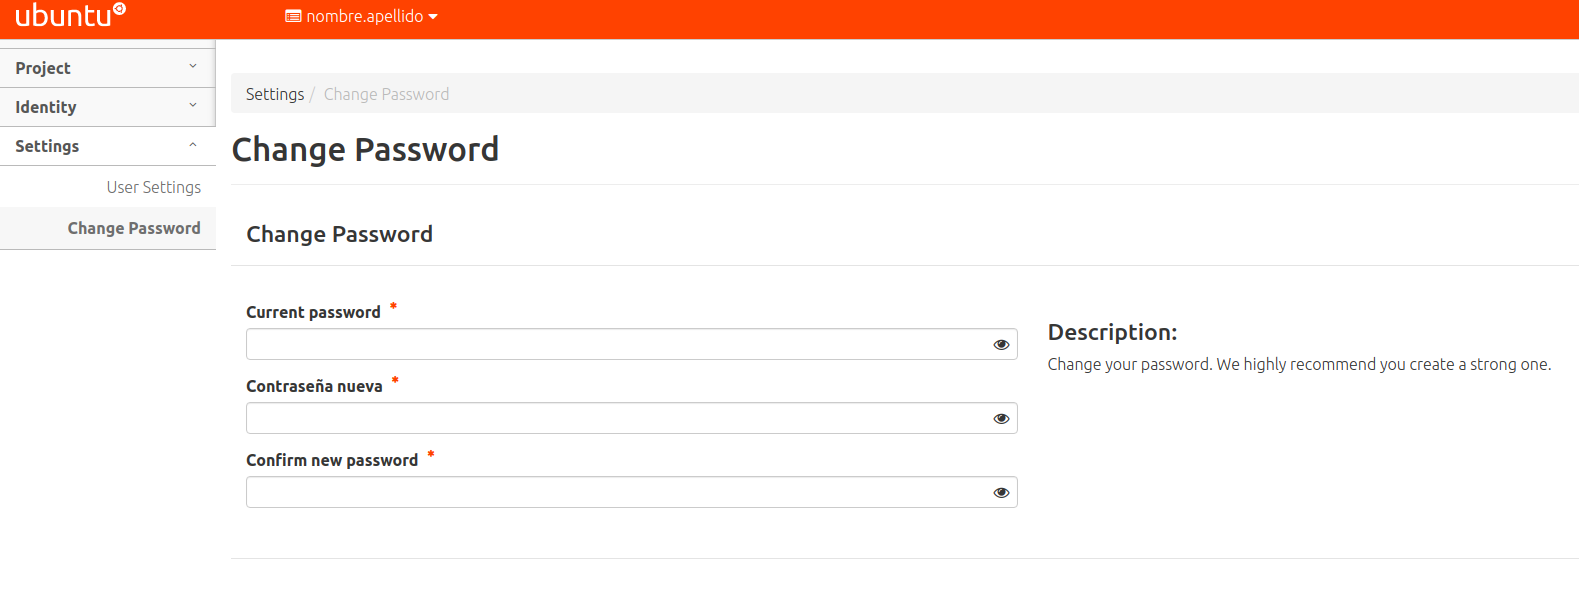 ubuntu
nombre.apellido
Project
Identity
Settings
User Settings
Change Password
Settings / Change Password
Change Password
Change Password
Current password *
Contraseña nueva *
Confirm new password *
Description:
Change your password. We highly recommend you create a strong one.